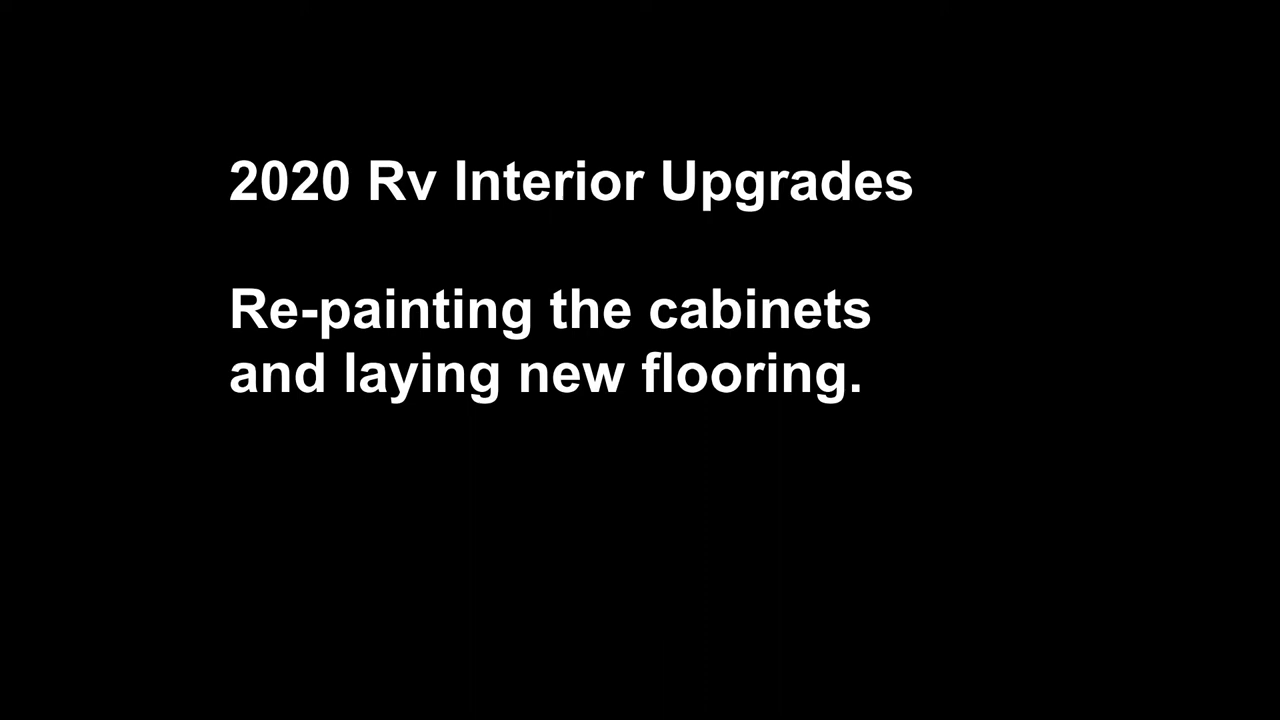 2020 Rv Interior Upgrades
Re-painting the cabinets
and laying new flooring.